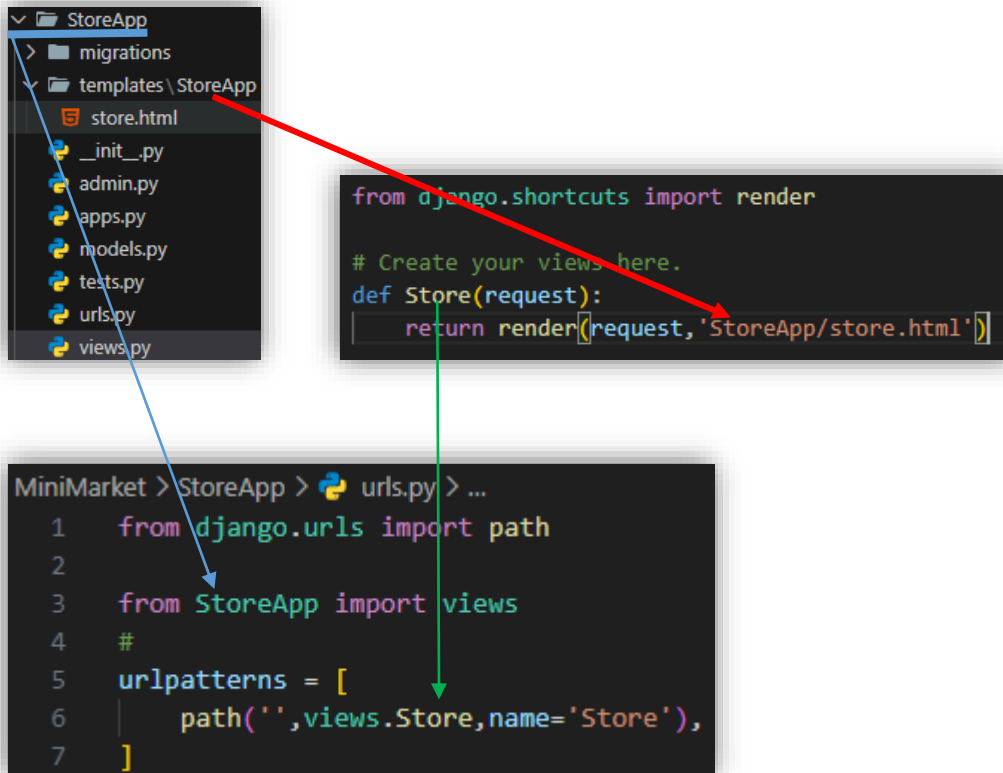 StoreApp
migrations
templates\StoreApp
store.html
__init__.py
admin.py
apps.py
models.py
tests.py
urls.py
views.py
from django.shortcuts import render
# Create your views here.
def Store(request):
return render(request,'StoreApp/store.html')
MiniMarket > StoreApp > urls.py > ...
1 from django.urls import path
2
3 from StoreApp import views
4 #
5 urlpatterns = [
6 path('',views.Store,name='Store'),
7 ]